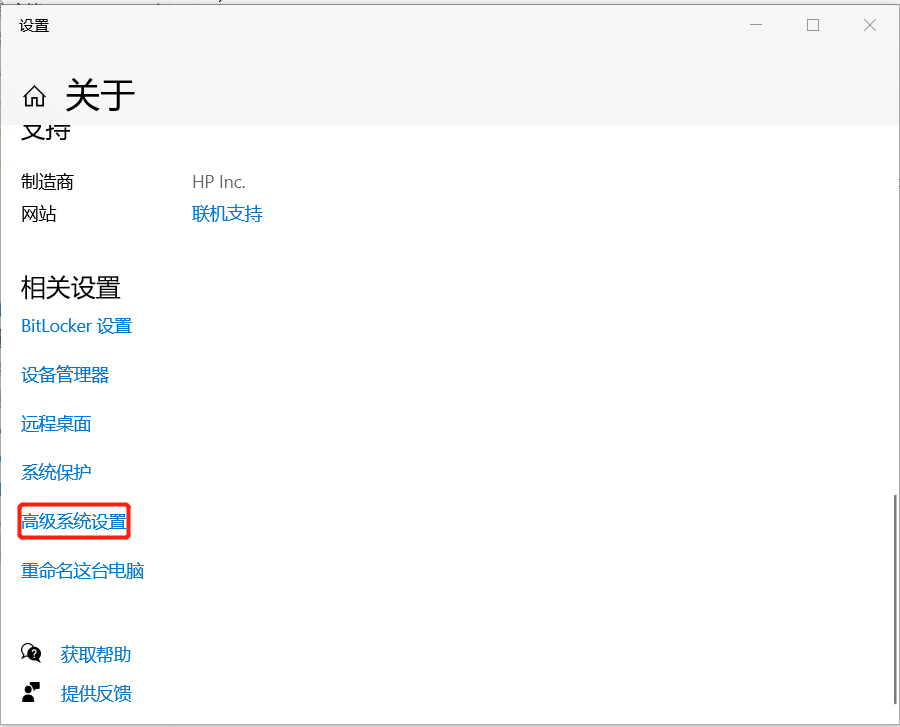 设置
关于
支持
制造商 HP Inc.
网站 联机支持
相关设置
BitLocker 设置
设备管理器
远程桌面
系统保护
高级系统设置
重命名这台电脑
获取帮助
提供反馈